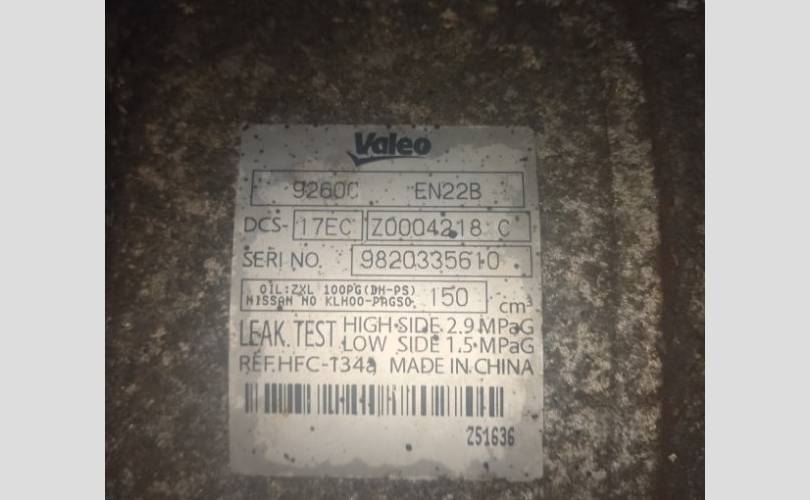 Valeo
92600 EN22B
DCS- 17EC Z0004218 C
SERI NO. 9820335610
OIL:ZXL 100PG(DH-PS)
NISSAN NO KLH00-PAGS0. 150 cm³
LEAK. TEST HIGH SIDE 2.9 MPaG
LOW SIDE 1.5 MPaG
REF.HFC-134a MADE IN CHINA
251636